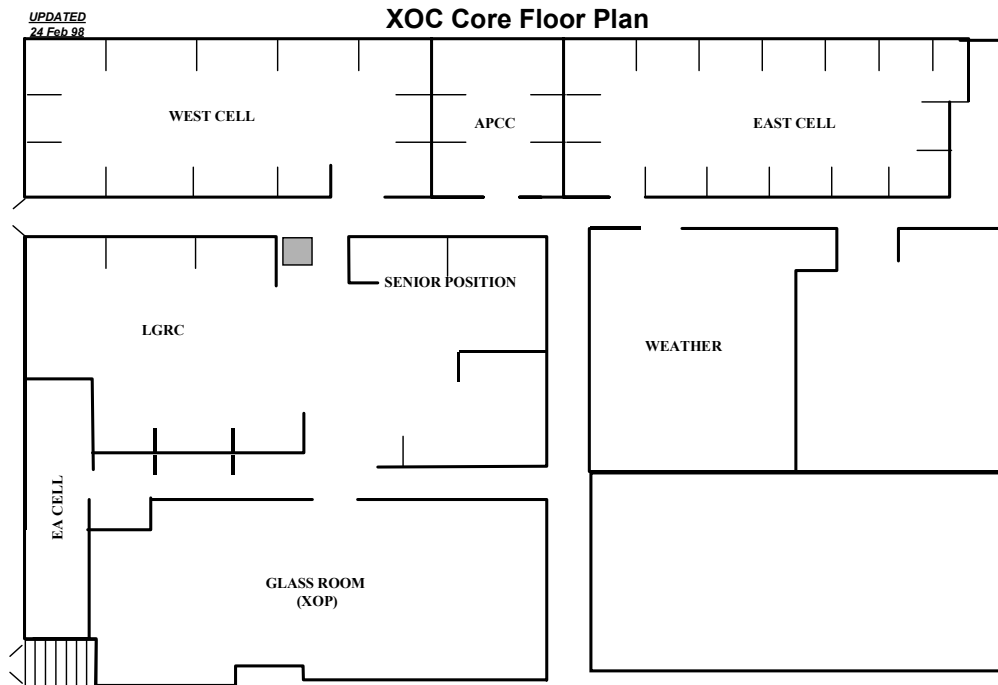 UPDATED
24 Feb 98
XOC Core Floor Plan
WEST CELL
APCC
EAST CELL
SENIOR POSITION
LGRC
WEATHER
EA CELL
GLASS ROOM
(XOP)